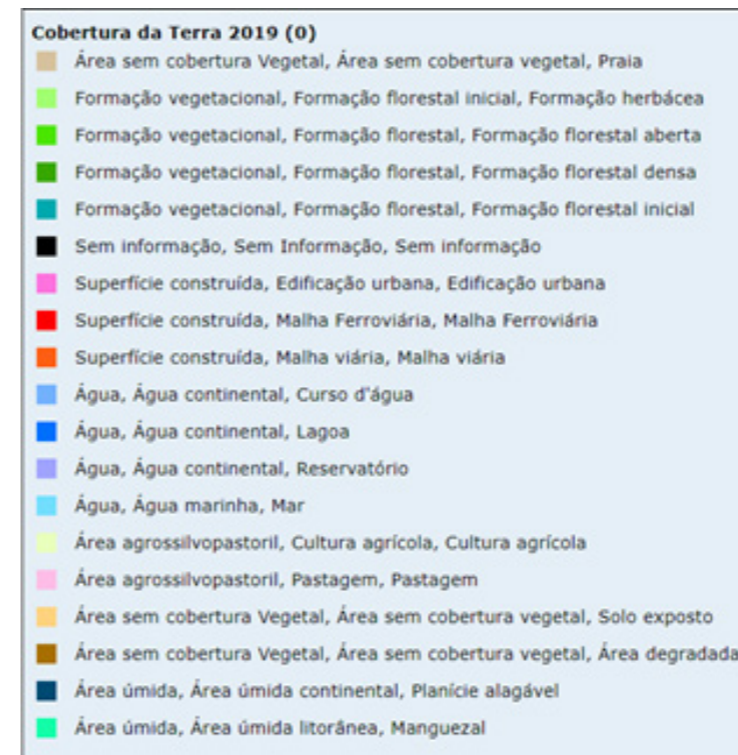 Cobertura da Terra 2019 (0)
Área sem cobertura Vegetal, Área sem cobertura vegetal, Praia
Formação vegetacional, Formação florestal inicial, Formação herbácea
Formação vegetacional, Formação florestal, Formação florestal aberta
Formação vegetacional, Formação florestal, Formação florestal densa
Formação vegetacional, Formação florestal, Formação florestal inicial
Sem informação, Sem Informação, Sem informação
Superfície construída, Edificação urbana, Edificação urbana
Superfície construída, Malha Ferroviária, Malha Ferroviária
Superfície construída, Malha viária, Malha viária
Água, Água continental, Curso d'água
Água, Água continental, Lagoa
Água, Água continental, Reservatório
Água, Água marinha, Mar
Área agrossilvopastoril, Cultura agrícola, Cultura agrícola
Área agrossilvopastoril, Pastagem, Pastagem
Área sem cobertura Vegetal, Área sem cobertura vegetal, Solo exposto
Área sem cobertura Vegetal, Área sem cobertura vegetal, Área degradada
Área úmida, Área úmida continental, Planície alagável
Área úmida, Área úmida litorânea, Manguezal